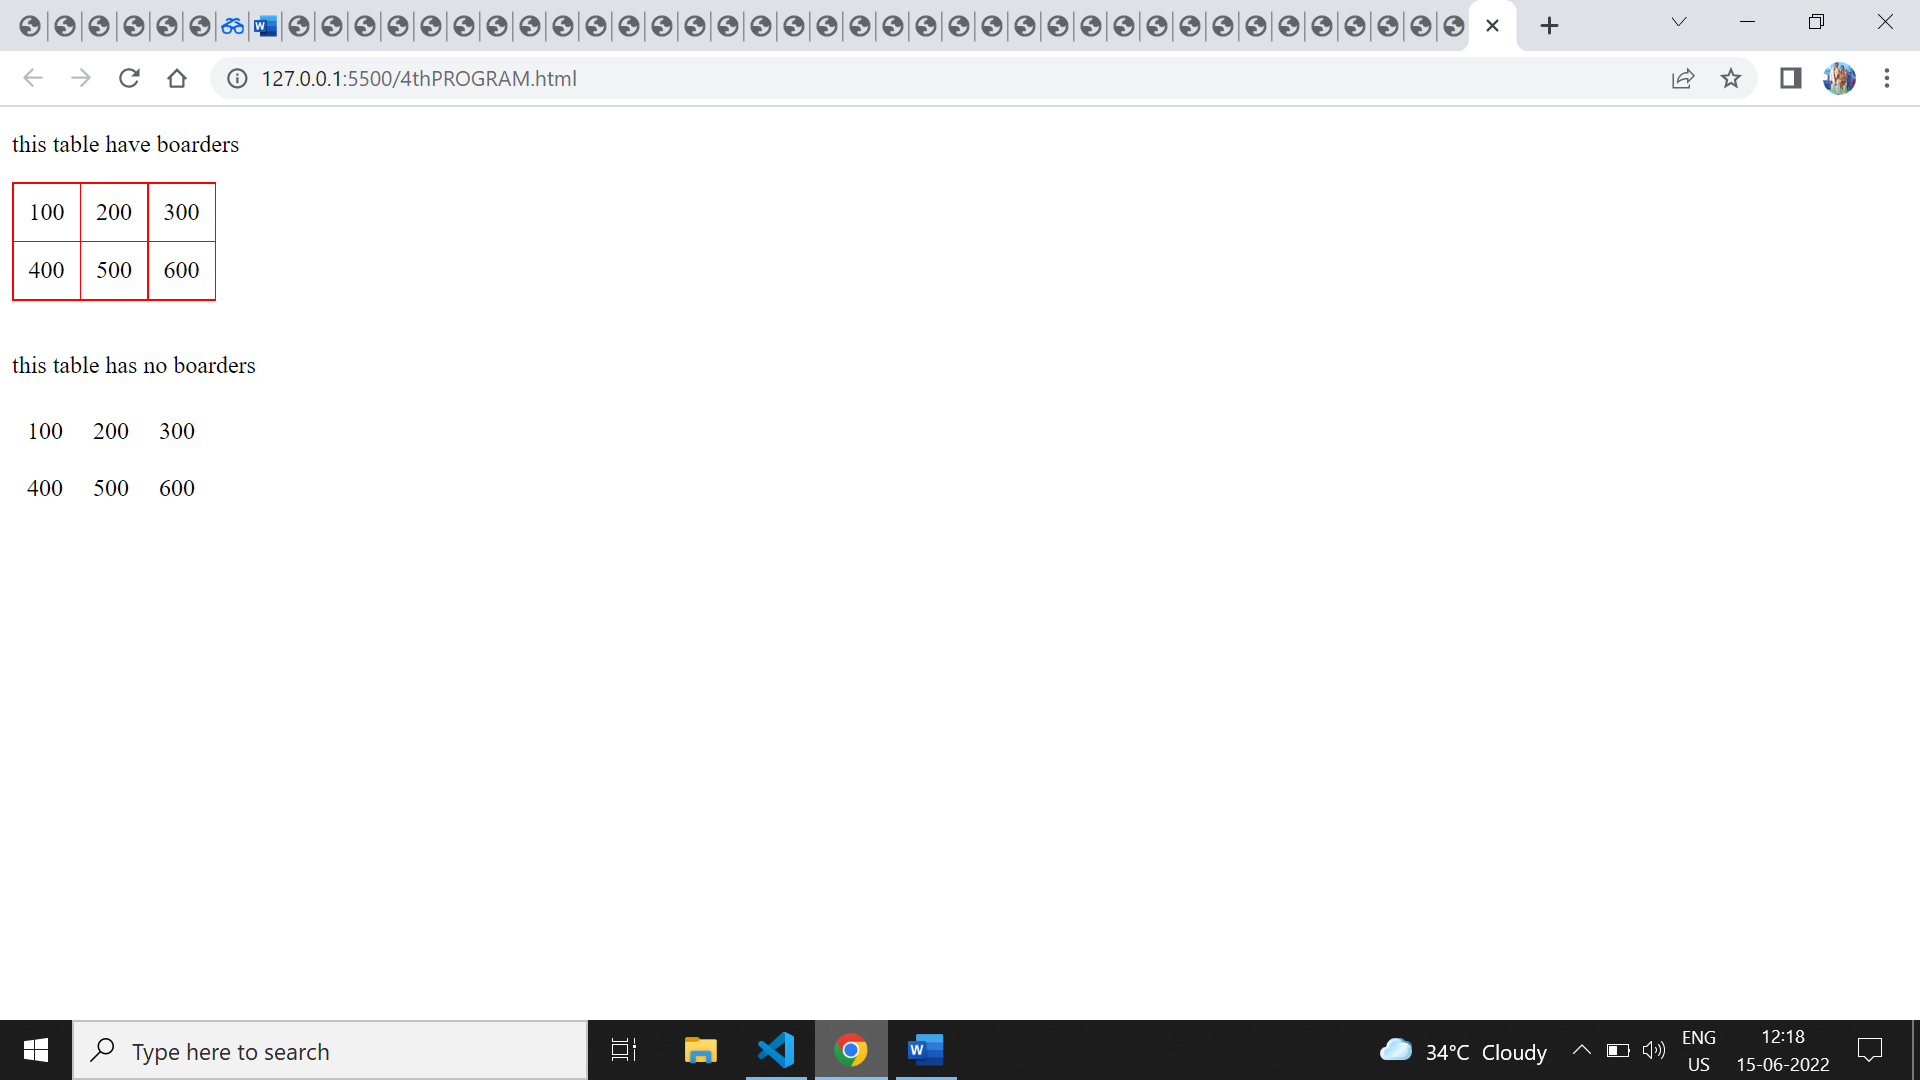 127.0.0.1:5500/4thPROGRAM.html
this table have boarders
100 200 300
400 500 600
this table has no boarders
100 200 300
400 500 600
Type here to search
34°C Cloudy
ENG
US
12:18
15-06-2022